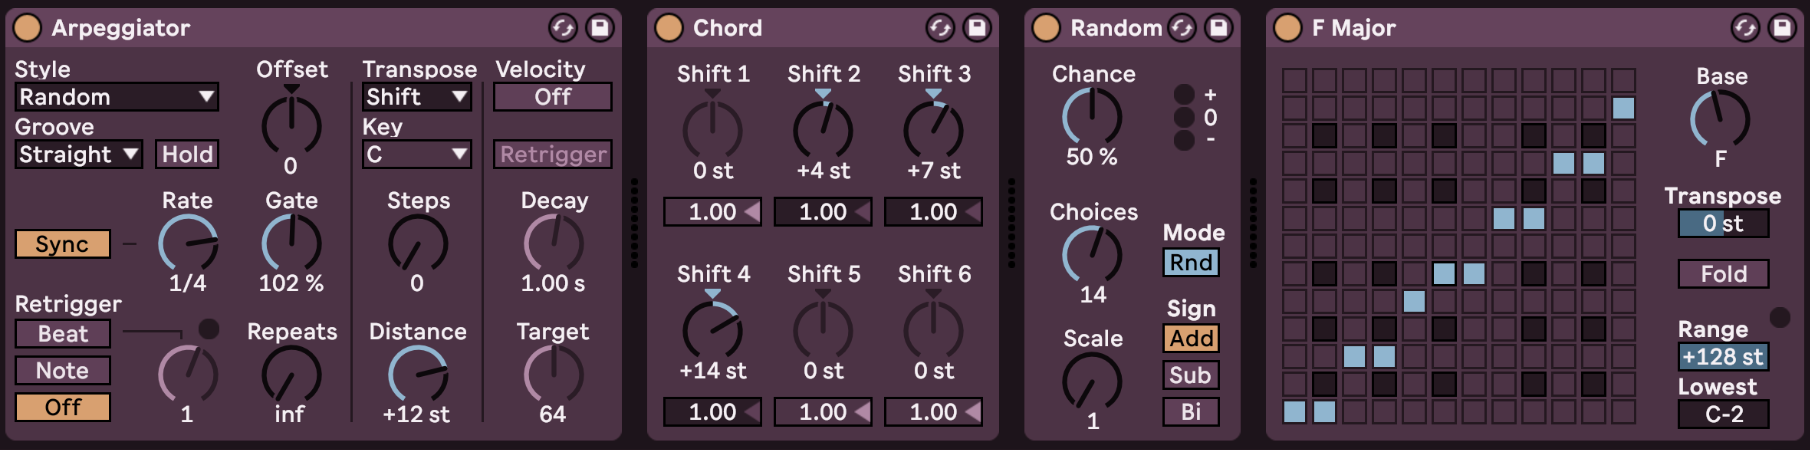 Arpeggiator
Style
Random
Groove
Straight
Hold
Offset
0
Transpose
Shift
Key
C
Velocity
Off
Retrigger
Sync
Rate
1/4
Gate
102 %
Steps
0
Decay
1.00 s
Retrigger
Beat
Note
Off
1
Repeats
inf
Distance
+12 st
Target
64
Chord
Shift 1
0 st
1.00
Shift 2
+4 st
1.00
Shift 3
+7 st
1.00
Shift 4
+14 st
1.00
Shift 5
0 st
1.00
Shift 6
0 st
1.00
Random
Chance
50 %
+
0
-
Choices
14
Mode
Rnd
Scale
1
Sign
Add
Sub
Bi
F Major
Base
F
Transpose
0 st
Fold
Range
+128 st
Lowest
C-2